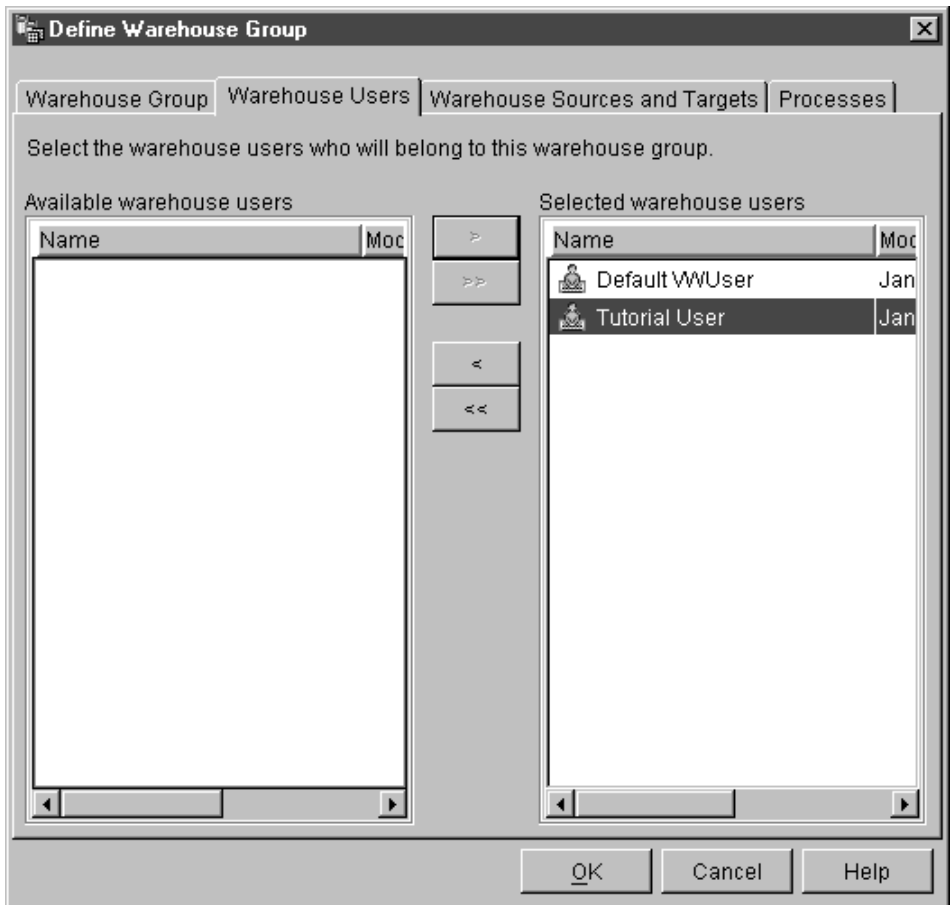 Define Warehouse Group
Warehouse Group Warehouse Users Warehouse Sources and Targets Processes
Select the warehouse users who will belong to this warehouse group.
Available warehouse users
Name Moc
>
>>
<
<<
Selected warehouse users
Name Moc
Default VWUser Jan
Tutorial User Jan
OK Cancel Help